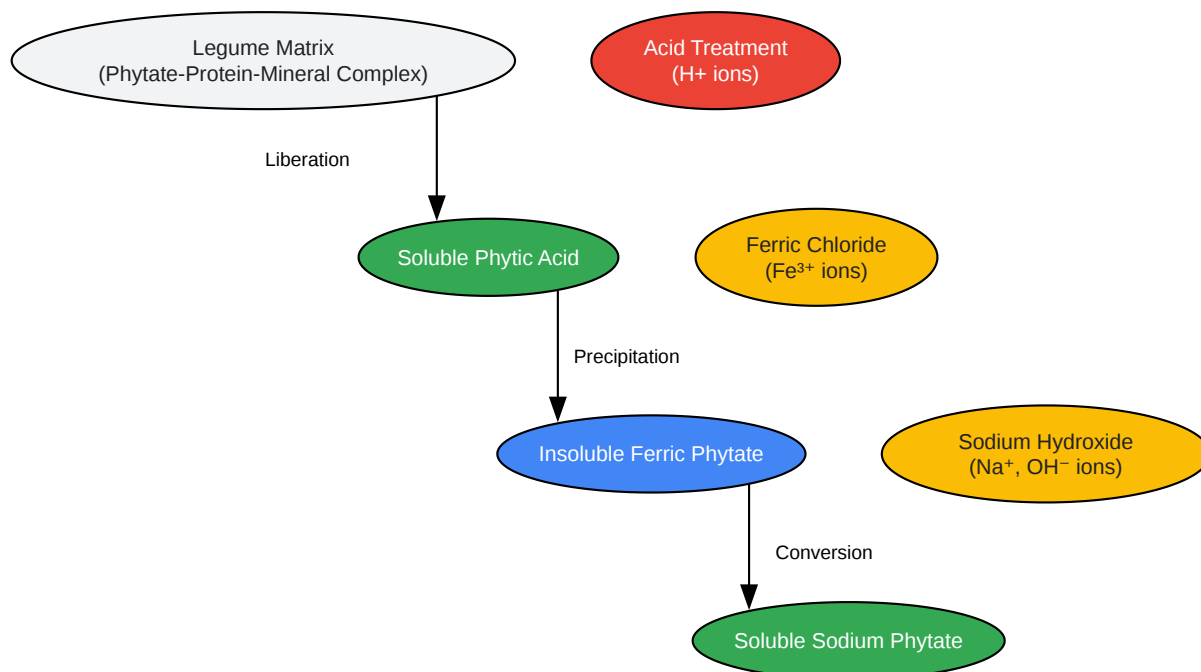 Legume Matrix
(Phytate-Protein-Mineral Complex)
Acid Treatment
(H+ ions)
Liberation
Soluble Phytic Acid
Ferric Chloride
(Fe³⁺ ions)
Precipitation
Insoluble Ferric Phytate
Sodium Hydroxide
(Na⁺, OH⁻ ions)
Conversion
Soluble Sodium Phytate